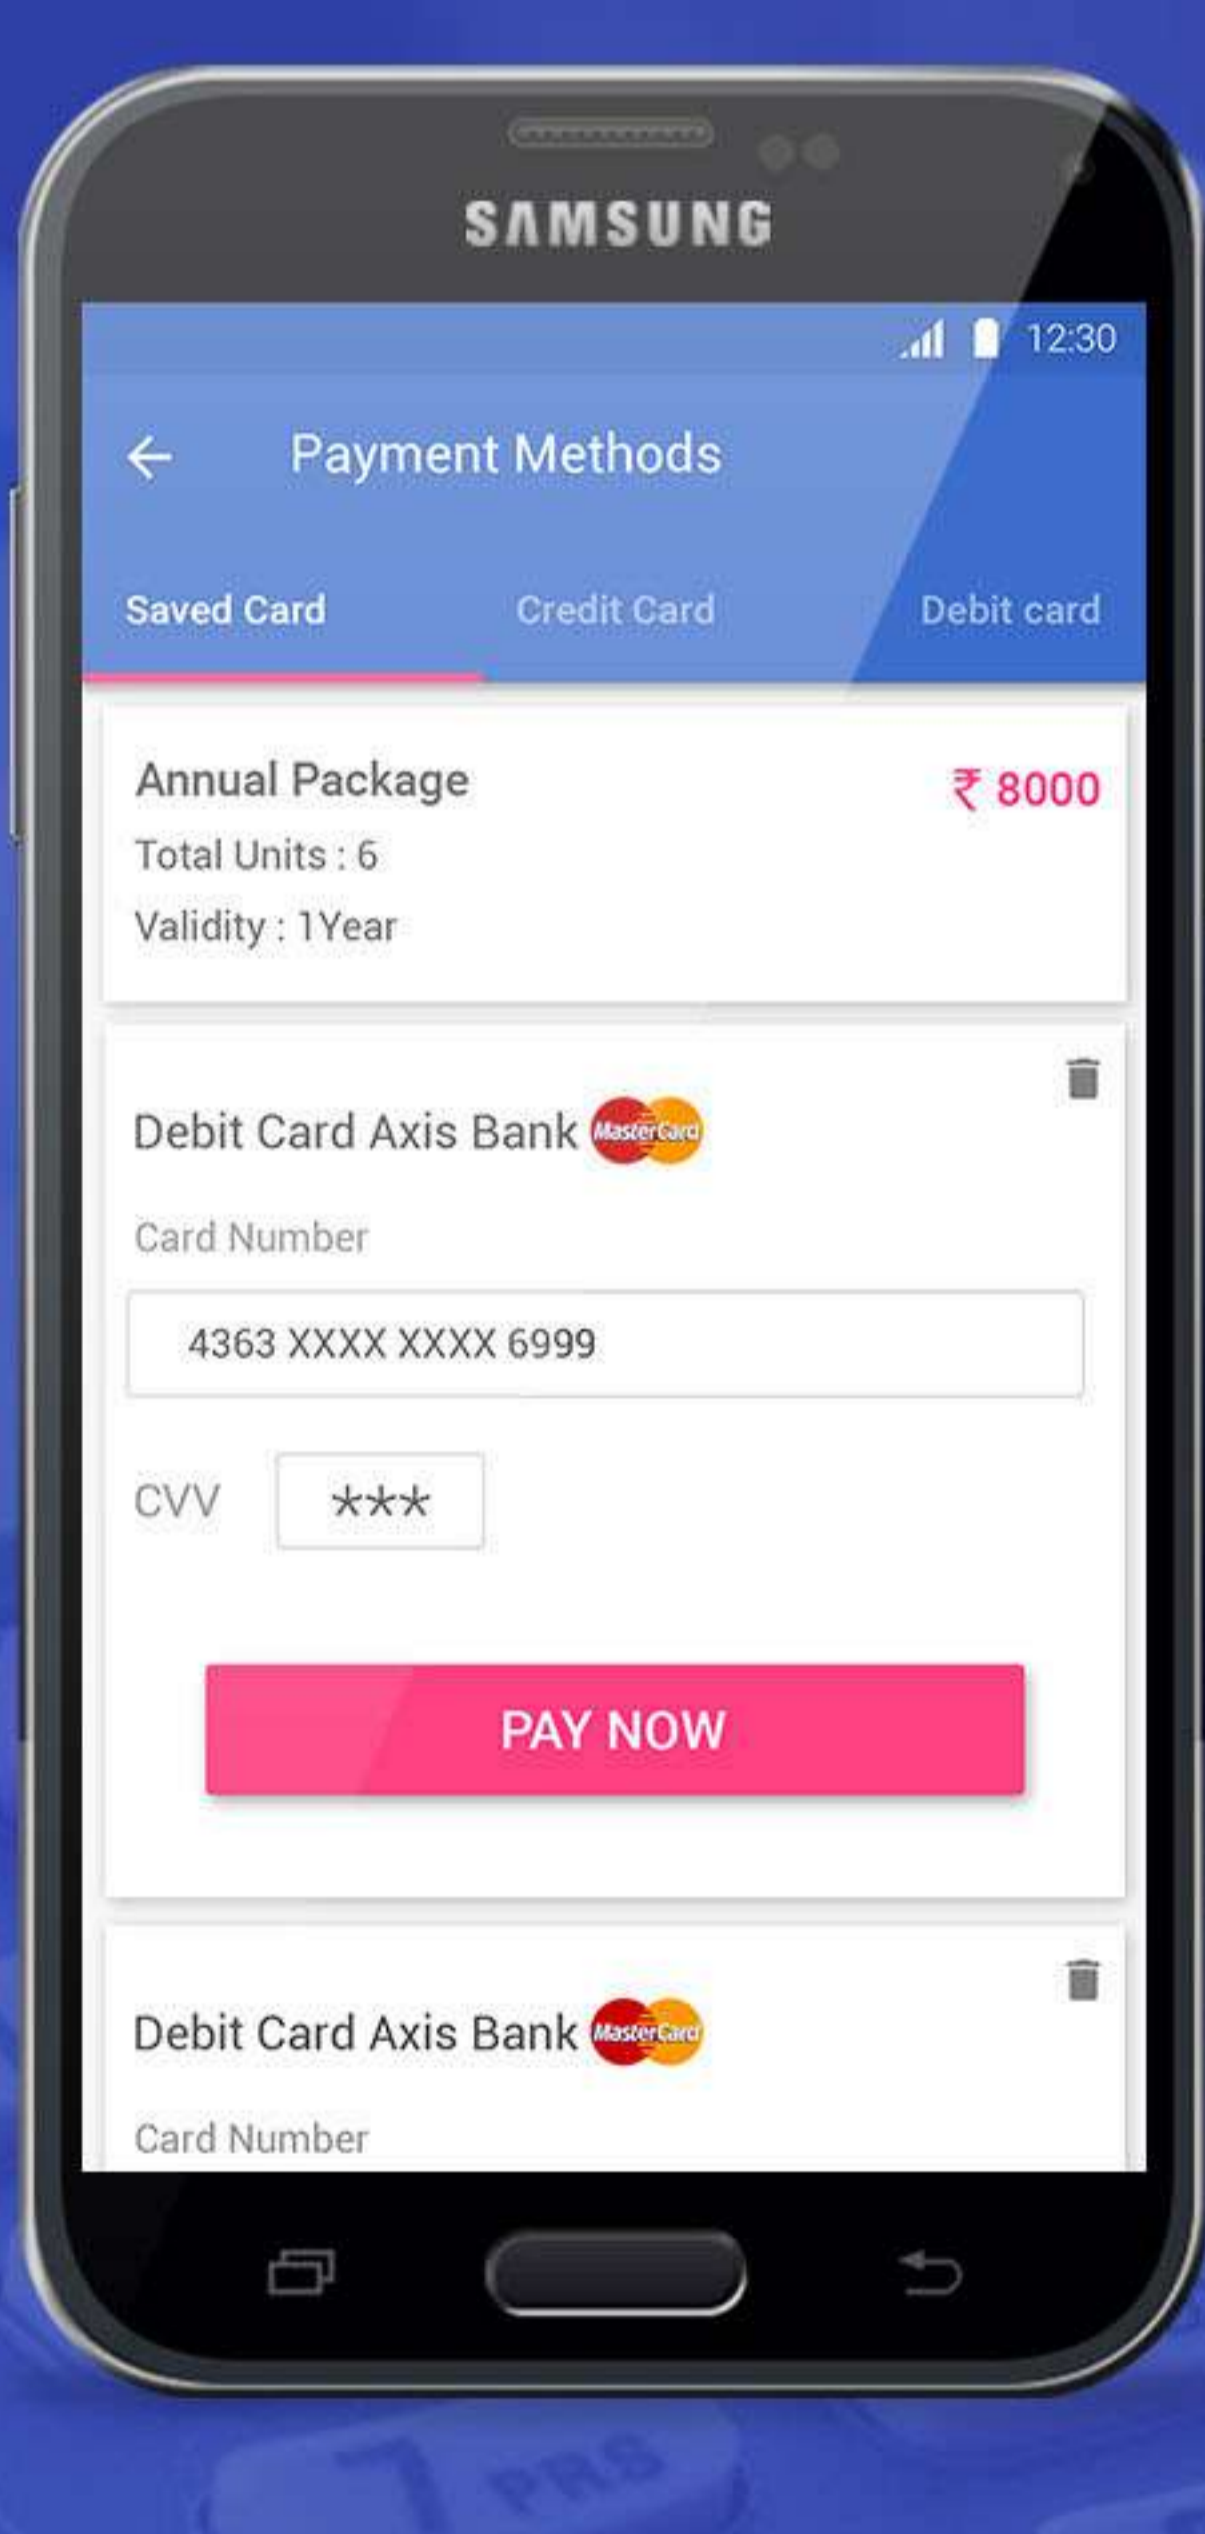 SAMSUNG
12:30
Payment Methods
Saved Card Credit Card Debit card
Annual Package ₹ 8000
Total Units : 6
Validity : 1Year
Debit Card Axis Bank MasterCard
Card Number
4363 XXXX XXXX 6999
CVV ***
PAY NOW
Debit Card Axis Bank MasterCard
Card Number
7 PRS